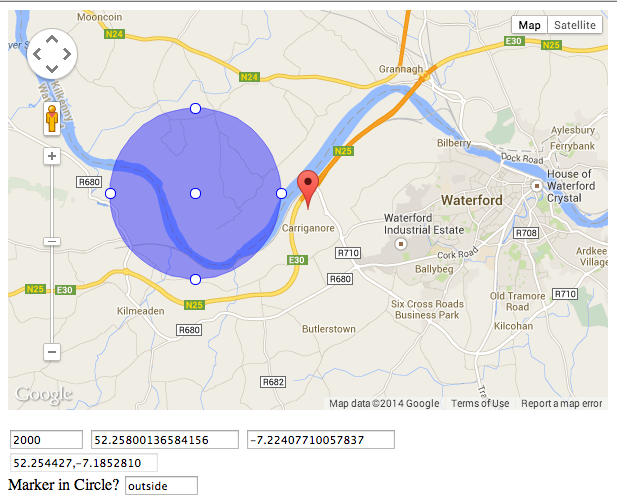 Mooncoin
Map
Satellite
N24
E30
N25
Grannagh
N24
Kilkenny
N25
Bilberry
Aylesbury
Ferrybank
Dock Road
R680
House of
Waterford
Crystal
Waterford
Waterford
Industrial Estate
Carriganore
R708
R710
Cork Road
Ballybeg
Ardkee
Village
E30
R680
N25
E30
N25
Kilmeaden
R680
Six Cross Roads
Business Park
Old Tramore
Road
R710
Butlerstown
Kilcohan
R682
Google
Map data ©2014 Google
Terms of Use
Report a map error
2000
52.25800136584156
-7.22407710057837
52.254427,-7.1852810
Marker in Circle?
outside